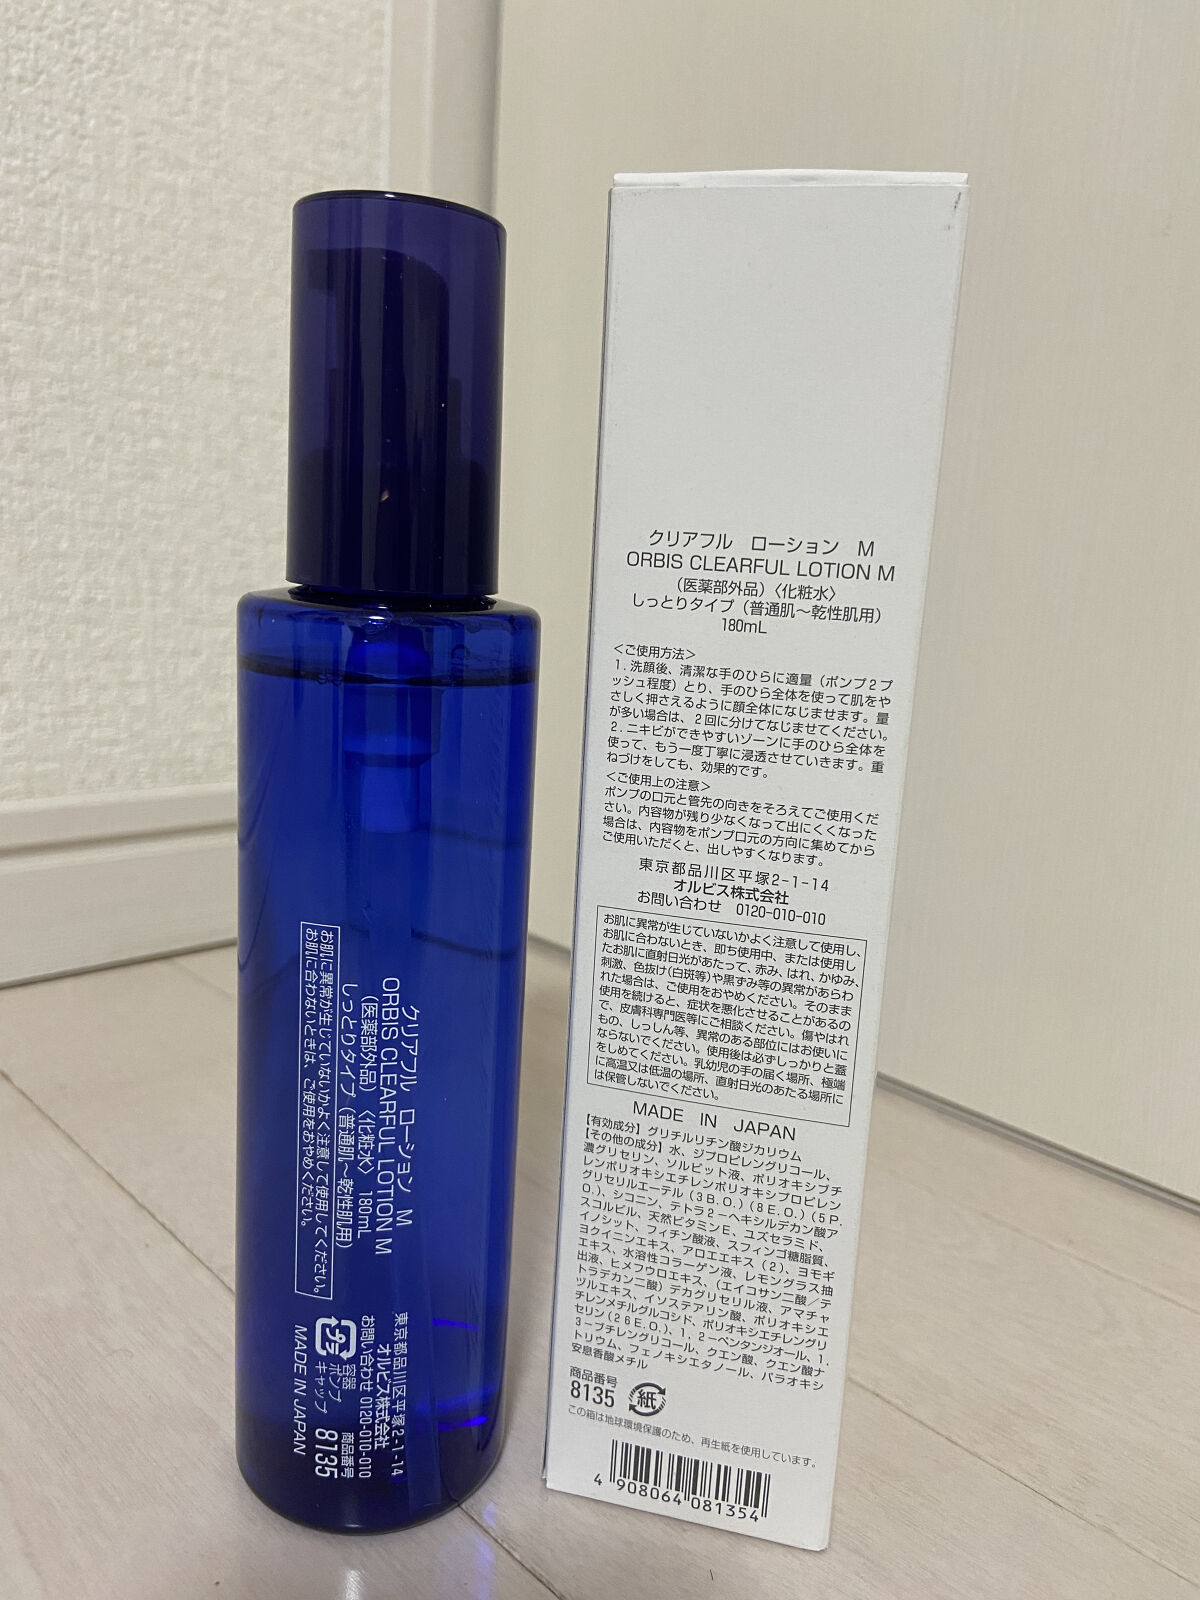 クリアフル ローション M
ORBIS CLEARFUL LOTION M
（医薬部外品）〈化粧水〉
しっとりタイプ（普通肌～乾性肌用）
180mL
＜ご使用方法＞
1. 洗顔後、清潔な手のひらに適量（ポンプ2プ
ッシュ程度）とり、手のひら全体を使って肌をや
さしく押さえるように顔全体になじませます。量
が多い場合は、2回に分けてなじませてください。
2. ニキビができやすいゾーンに手のひら全体を
使って、もう一度丁寧に浸透させていきます。重
ねづけをしても、効果的です。
＜ご使用上の注意＞
ポンプの口元と管先の向きをそろえてご使用くだ
さい。内容物が残り少なくなって出にくくなった
場合は、内容物をポンプ口元の方向に集めてから
ご使用いただくと、出しやすくなります。
東京都品川区平塚2-1-14
オルビス株式会社
お問い合わせ 0120-010-010
お肌に異常が生じていないかよく注意して使用し、
お肌に合わないとき、即ち使用中、または使用し
たお肌に直射日光があたって、赤み、はれ、かゆみ、
刺激、色抜け（白斑等）や黒ずみ等の異常があらわ
れた場合は、ご使用をおやめください。そのまま
使用を続けると、症状を悪化させることがあるの
で、皮膚科専門医等にご相談ください。傷やはれ
もの、しっしん等、異常のある部位にはお使いに
ならないでください。使用後は必ずしっかりと蓋
をしめてください。乳幼児の手の届く場所、極端
に高温又は低温の場所、直射日光のあたる場所に
は保管しないでください。
MADE IN JAPAN
【有効成分】グリチルリチン酸ジカリウム
【その他の成分】水、ジプロピレングリコール、
濃グリセリン、ソルビット液、ポリオキシブチ
レンポリオキシエチレンポリオキシプロピレン
グリセリルエーテル（3B.O.）（8E.O.）（5P.
O.）、シコニン、テトラ2－ヘキシルデカン酸ア
スコルビル、天然ビタミンE、ユズセラミド、
イノシット、フィチン酸液、スフィンゴ糖脂質、
ヨクイニンエキス、アロエエキス（2）、ヨモギ
エキス、水溶性コラーゲン液、レモングラス抽
出液、ヒメフウロエキス、（エイコサン二酸／テ
トラデカン二酸）デカグリセリル液、アマチャ
ヅルエキス、イソステアリン酸、ポリオキシエ
チレンメチルグルコシド、ポリオキシエチレングリ
セリン（26E.O.）、1，2－ペンタンジオール、1，
3－ブチレングリコール、クエン酸、クエン酸ナ
トリウム、フェノキシエタノール、パラオキシ
安息香酸メチル
商品番号
8135
紙
この箱は地球環境保護のため、再生紙を使用しています。
4 908064 081354
クリアフル ローション M
ORBIS CLEARFUL LOTION M
（医薬部外品）〈化粧水〉 180mL
しっとりタイプ（普通肌～乾性肌用）
お肌に異常が生じていないかよく注意して使用してください。
お肌に合わないときは、ご使用をおやめください。
東京都品川区平塚2-1-14
オルビス株式会社
お問い合わせ 0120-010-010
プラ
容器
ポンプ
キャップ
商品番号
8135
MADE IN JAPAN